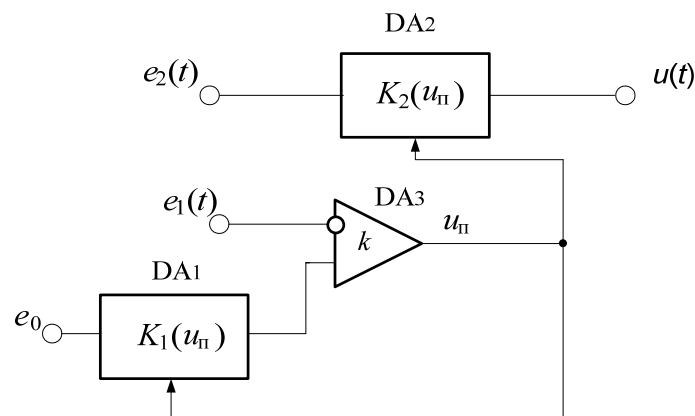 DA2
e₂(t)
K₂(uп)
u(t)
e₁(t)
DA3
k
uп
DA1
e₀
K₁(uп)